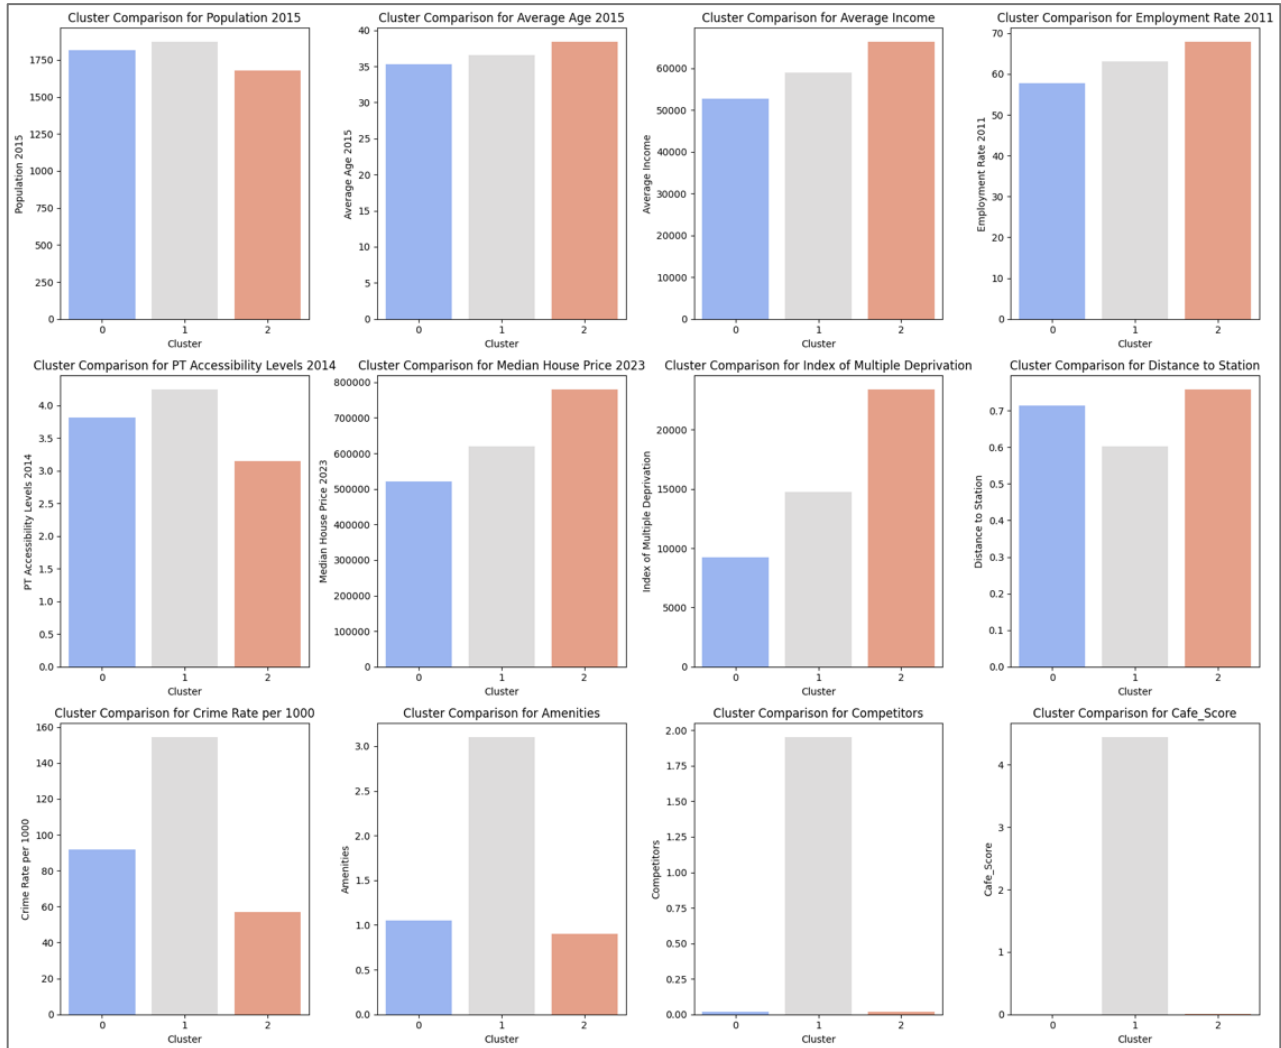 Cluster Comparison for Population 2015
Population 2015
1750
1500
1250
1000
750
500
250
0
0 1 2
Cluster
Cluster Comparison for Average Age 2015
Average Age 2015
40
35
30
25
20
15
10
5
0
0 1 2
Cluster
Cluster Comparison for Average Income
Average Income
60000
50000
40000
30000
20000
10000
0
0 1 2
Cluster
Cluster Comparison for Employment Rate 2011
Employment Rate 2011
70
60
50
40
30
20
10
0
0 1 2
Cluster
Cluster Comparison for PT Accessibility Levels 2014
PT Accessibility Levels 2014
4.0
3.5
3.0
2.5
2.0
1.5
1.0
0.5
0.0
0 1 2
Cluster
Cluster Comparison for Median House Price 2023
Median House Price 2023
800000
700000
600000
500000
400000
300000
200000
100000
0
0 1 2
Cluster
Cluster Comparison for Index of Multiple Deprivation
Index of Multiple Deprivation
20000
15000
10000
5000
0
0 1 2
Cluster
Cluster Comparison for Distance to Station
Distance to Station
0.7
0.6
0.5
0.4
0.3
0.2
0.1
0.0
0 1 2
Cluster
Cluster Comparison for Crime Rate per 1000
Crime Rate per 1000
160
140
120
100
80
60
40
20
0
0 1 2
Cluster
Cluster Comparison for Amenities
Amenities
3.0
2.5
2.0
1.5
1.0
0.5
0.0
0 1 2
Cluster
Cluster Comparison for Competitors
Competitors
2.00
1.75
1.50
1.25
1.00
0.75
0.50
0.25
0.00
0 1 2
Cluster
Cluster Comparison for Cafe_Score
Cafe_Score
4
3
2
1
0
0 1 2
Cluster